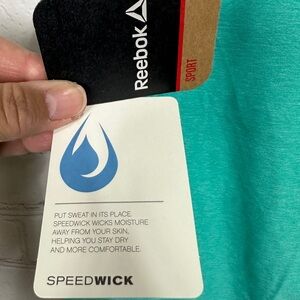 Reebok
SPORT
PUT SWEAT IN ITS PLACE.
SPEEDWICK WICKS MOISTURE
AWAY FROM YOUR SKIN,
HELPING YOU STAY DRY
AND MORE COMFORTABLE.
SPEEDWICK